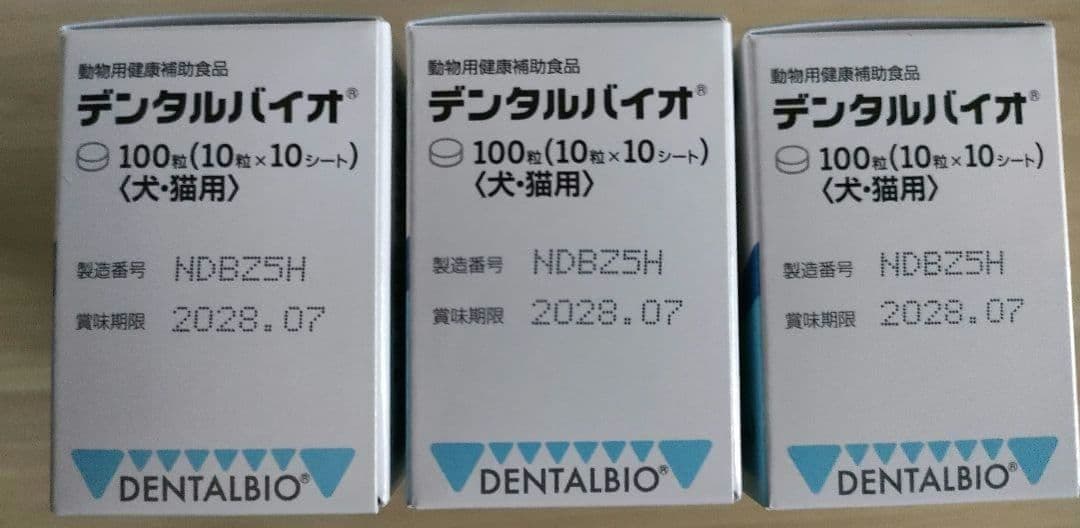 動物用健康補助食品
デンタルバイオ®
100粒(10粒×10シート)
〈犬・猫用〉
製造番号 NDBZ5H
賞味期限 2028.07
DENTALBIO®
動物用健康補助食品
デンタルバイオ®
100粒(10粒×10シート)
〈犬・猫用〉
製造番号 NDBZ5H
賞味期限 2028.07
DENTALBIO®
動物用健康補助食品
デンタルバイオ®
100粒(10粒×10シート)
〈犬・猫用〉
製造番号 NDBZ5H
賞味期限 2028.07
DENTALBIO®